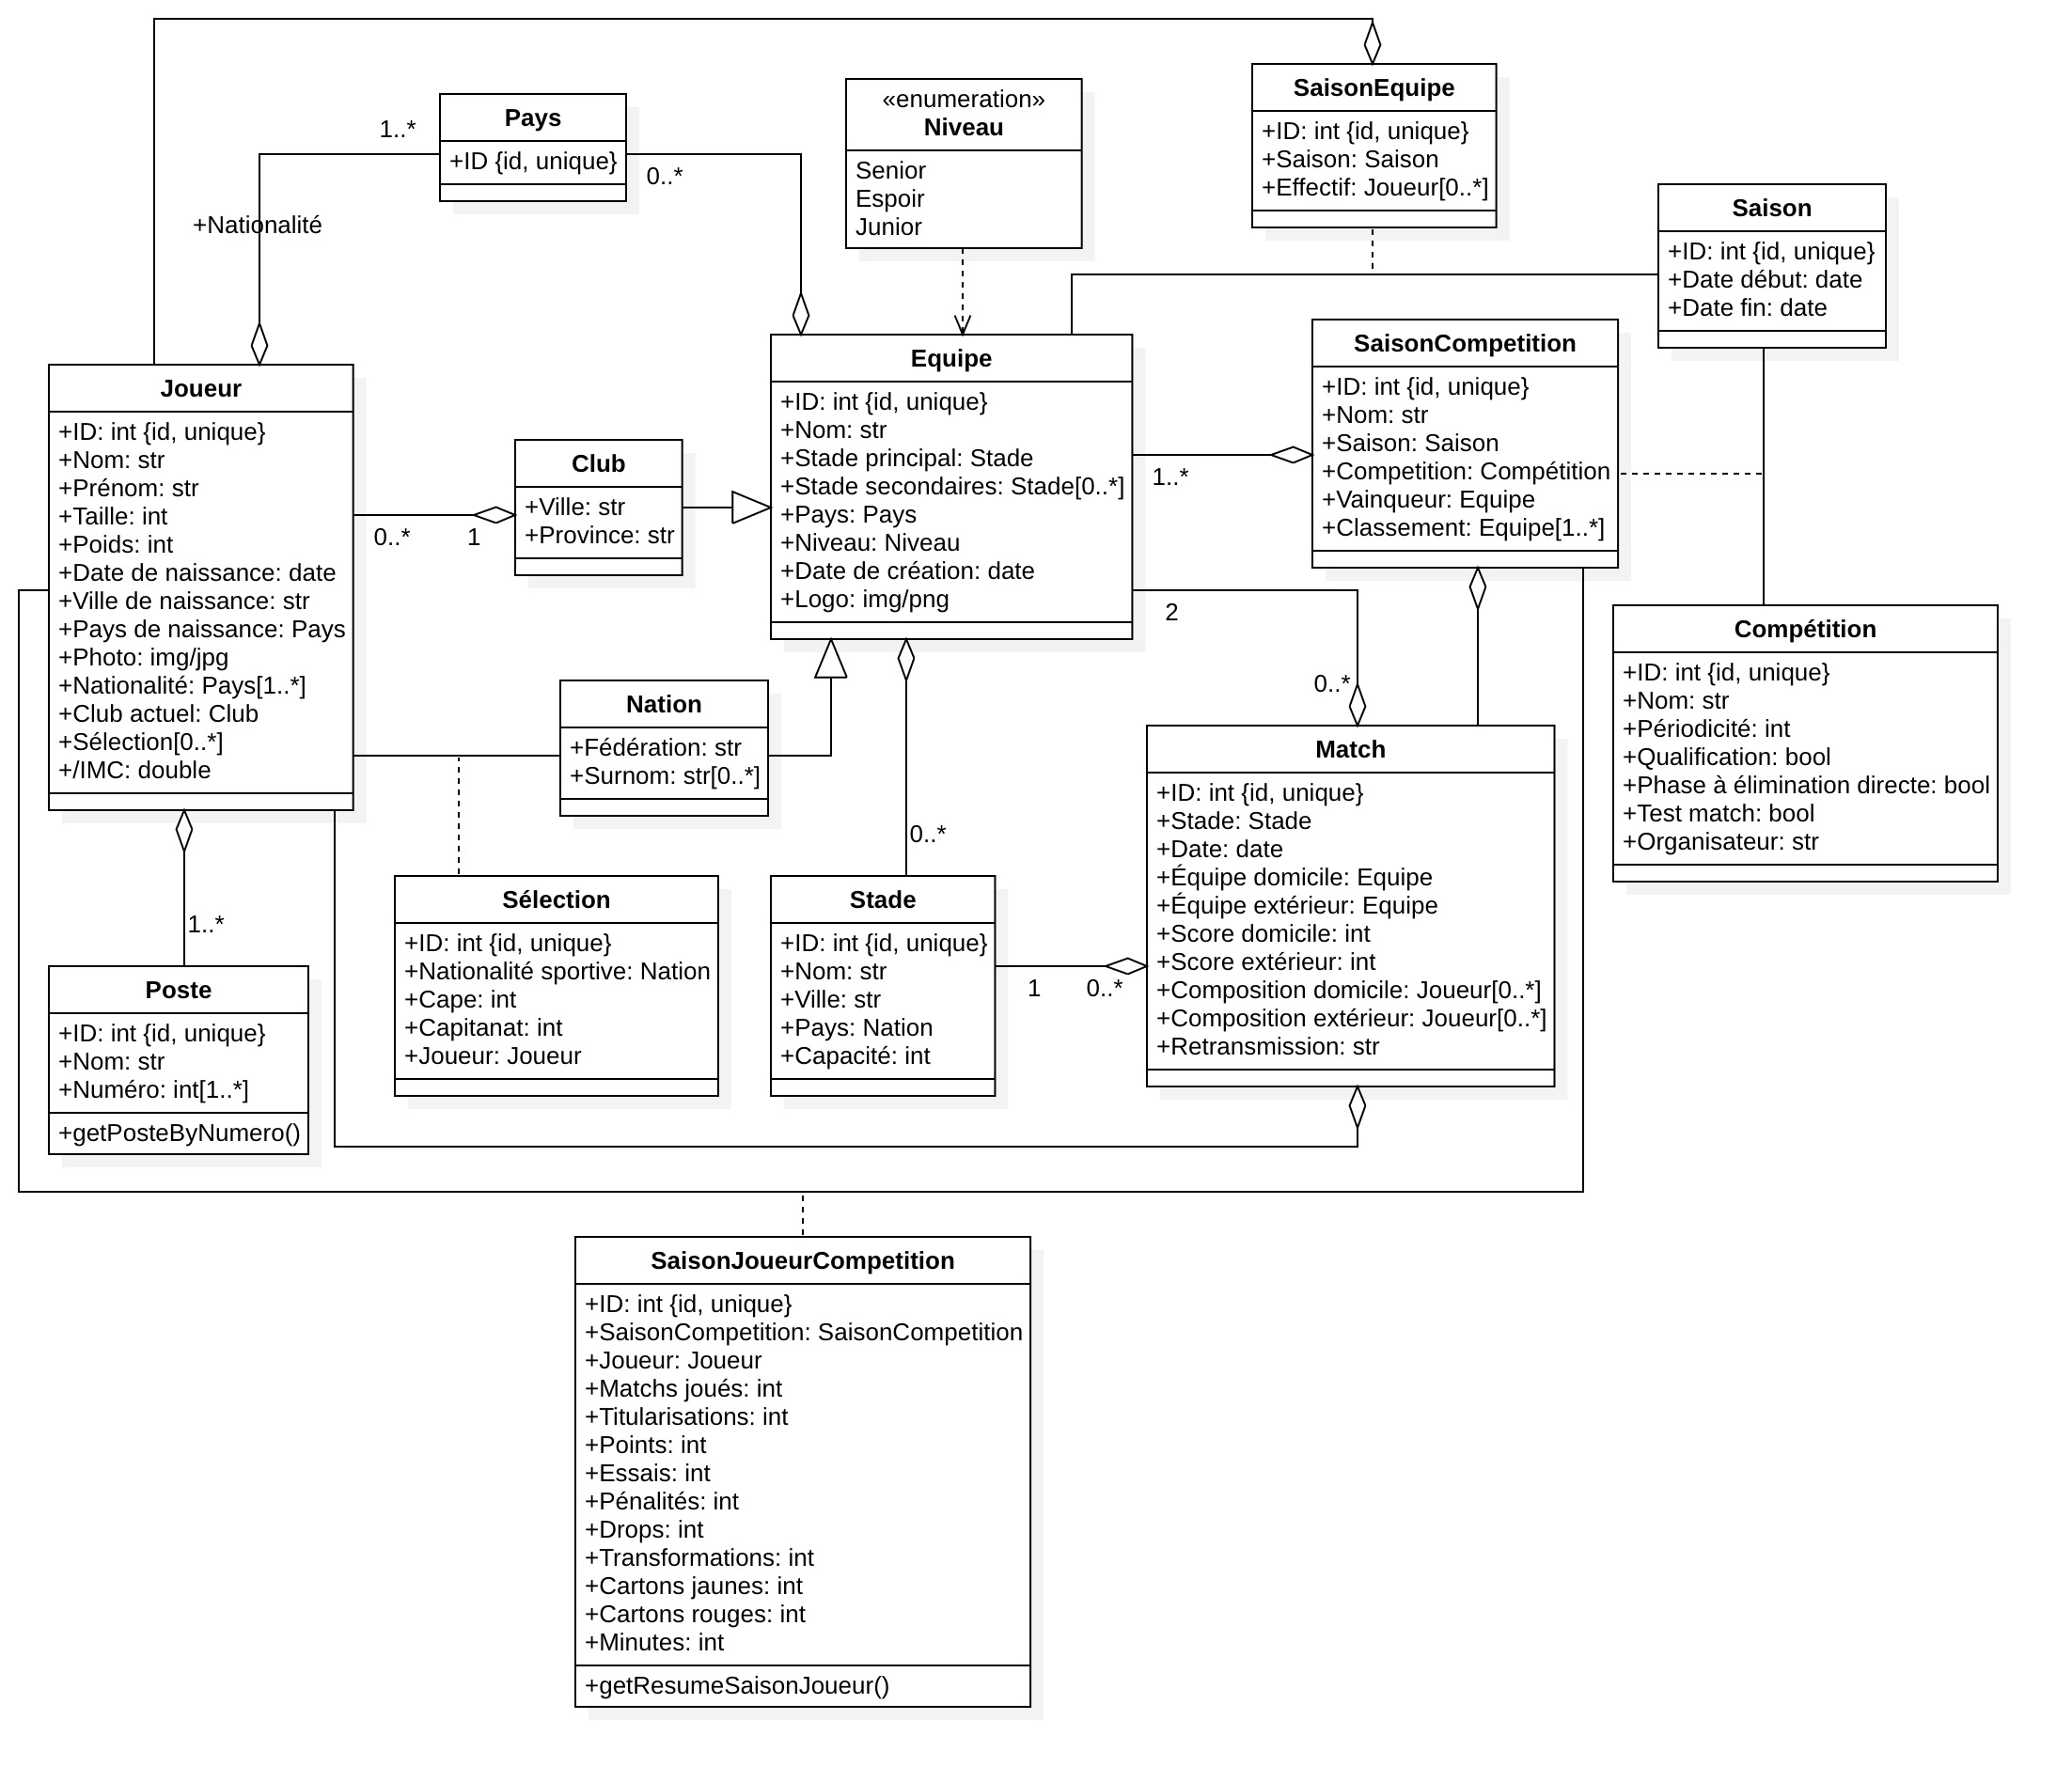 SaisonEquipe
+ID: int {id, unique}
+Saison: Saison
+Effectif: Joueur[0..*]
«enumeration»
Niveau
Senior
Espoir
Junior
Pays
+ID {id, unique}
1..*
0..*
+Nationalité
Saison
+ID: int {id, unique}
+Date début: date
+Date fin: date
Joueur
+ID: int {id, unique}
+Nom: str
+Prénom: str
+Taille: int
+Poids: int
+Date de naissance: date
+Ville de naissance: str
+Pays de naissance: Pays
+Photo: img/jpg
+Nationalité: Pays[1..*]
+Club actuel: Club
+Sélection[0..*]
+/IMC: double
0..*
1
Club
+Ville: str
+Province: str
Equipe
+ID: int {id, unique}
+Nom: str
+Stade principal: Stade
+Stade secondaires: Stade[0..*]
+Pays: Pays
+Niveau: Niveau
+Date de création: date
+Logo: img/png
1..*
2
SaisonCompetition
+ID: int {id, unique}
+Nom: str
+Saison: Saison
+Competition: Compétition
+Vainqueur: Equipe
+Classement: Equipe[1..*]
Compétition
+ID: int {id, unique}
+Nom: str
+Périodicité: int
+Qualification: bool
+Phase à élimination directe: bool
+Test match: bool
+Organisateur: str
Nation
+Fédération: str
+Surnom: str[0..*]
0..*
0..*
Match
+ID: int {id, unique}
+Stade: Stade
+Date: date
+Équipe domicile: Equipe
+Équipe extérieur: Equipe
+Score domicile: int
+Score extérieur: int
+Composition domicile: Joueur[0..*]
+Composition extérieur: Joueur[0..*]
+Retransmission: str
1..*
Poste
+ID: int {id, unique}
+Nom: str
+Numéro: int[1..*]
+getPosteByNumero()
Sélection
+ID: int {id, unique}
+Nationalité sportive: Nation
+Cape: int
+Capitanat: int
+Joueur: Joueur
Stade
+ID: int {id, unique}
+Nom: str
+Ville: str
+Pays: Nation
+Capacité: int
1
0..*
SaisonJoueurCompetition
+ID: int {id, unique}
+SaisonCompetition: SaisonCompetition
+Joueur: Joueur
+Matchs joués: int
+Titularisations: int
+Points: int
+Essais: int
+Pénalités: int
+Drops: int
+Transformations: int
+Cartons jaunes: int
+Cartons rouges: int
+Minutes: int
+getResumeSaisonJoueur()